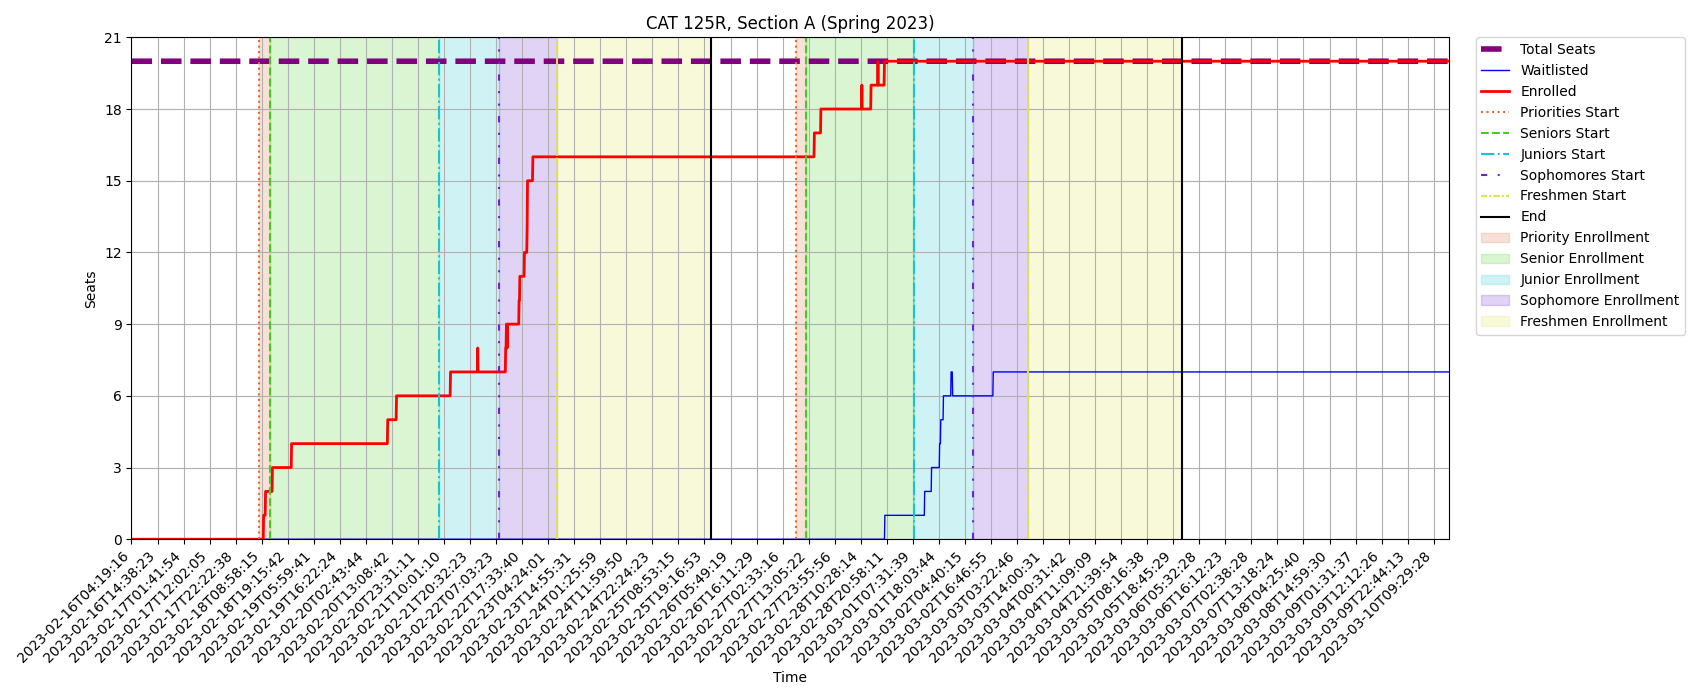 CAT 125R, Section A (Spring 2023)
Seats
21
18
15
12
9
6
3
0
2023-02-16T04:19:16
2023-02-16T14:38:23
2023-02-17T01:41:54
2023-02-17T12:02:05
2023-02-17T22:22:38
2023-02-18T08:58:15
2023-02-18T19:15:42
2023-02-19T05:59:41
2023-02-19T16:22:24
2023-02-20T02:43:44
2023-02-20T13:08:42
2023-02-20T23:31:11
2023-02-21T10:01:10
2023-02-21T20:32:23
2023-02-22T07:03:23
2023-02-22T17:33:40
2023-02-23T04:24:01
2023-02-23T14:55:31
2023-02-24T01:25:59
2023-02-24T11:59:50
2023-02-24T22:24:23
2023-02-25T08:53:15
2023-02-25T19:16:53
2023-02-26T05:49:19
2023-02-26T16:11:29
2023-02-27T02:33:16
2023-02-27T13:05:22
2023-02-27T23:55:56
2023-02-28T10:28:14
2023-02-28T20:58:11
2023-03-01T07:31:39
2023-03-01T18:03:44
2023-03-02T04:40:15
2023-03-02T16:46:55
2023-03-03T03:22:46
2023-03-03T14:00:31
2023-03-04T00:31:42
2023-03-04T11:09:09
2023-03-04T21:39:54
2023-03-05T08:16:38
2023-03-05T18:45:29
2023-03-06T05:32:28
2023-03-06T16:12:23
2023-03-07T02:38:28
2023-03-07T13:18:24
2023-03-08T04:25:40
2023-03-08T14:59:30
2023-03-09T01:31:37
2023-03-09T12:12:26
2023-03-09T22:44:13
2023-03-10T09:29:28
Time
Total Seats
Waitlisted
Enrolled
Priorities Start
Seniors Start
Juniors Start
Sophomores Start
Freshmen Start
End
Priority Enrollment
Senior Enrollment
Junior Enrollment
Sophomore Enrollment
Freshmen Enrollment